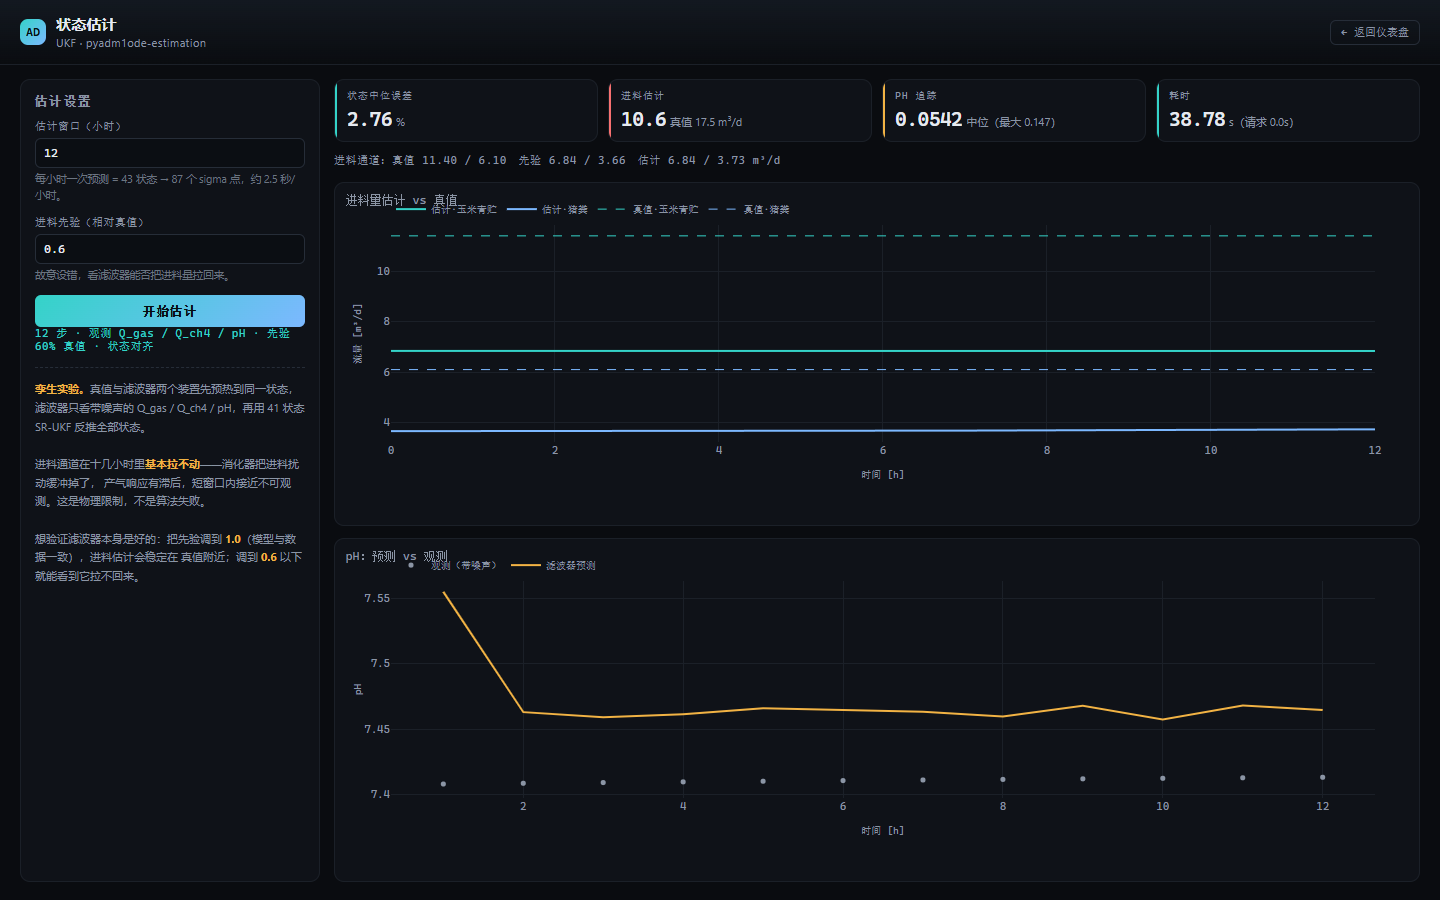 AD
状态估计
UKF · pyadm1ode-estimation
← 返回仪表盘
估计设置
估计窗口（小时）
12
每小时一次预测 = 43 状态 → 87 个 sigma 点，约 2.5 秒/
小时。
进料先验（相对真值）
0.6
故意设错，看滤波器能否把进料量拉回来。
开始估计
12 步 · 观测 Q_gas / Q_ch4 / pH · 先验
60% 真值 · 状态对齐
孪生实验。真值与滤波器两个装置先预热到同一状态，
滤波器只看带噪声的 Q_gas / Q_ch4 / pH，再用 41 状态
SR-UKF 反推全部状态。
进料通道在十几小时里基本拉不动——消化器把进料扰
动缓冲掉了， 产气响应有滞后，短窗口内接近不可观
测。这是物理限制，不是算法失败。
想验证滤波器本身是好的：把先验调到 1.0（模型与数
据一致），进料估计会稳定在 真值附近；调到 0.6 以下
就能看到它拉不回来。
状态中位误差
2.76 %
进料估计
10.6 真值 17.5 m³/d
PH 追踪
0.0542 中位（最大 0.147）
耗时
38.78 s（请求 0.0s）
进料通道：真值 11.40 / 6.10 先验 6.84 / 3.66 估计 6.84 / 3.73 m³/d
进料量估计 vs 真值
估计·玉米青贮 估计·猪粪 真值·玉米青贮 真值·猪粪
10
8
6
4
流量 [m³/d]
0 2 4 6 8 10 12
时间 [h]
pH: 预测 vs 观测
观测（带噪声） 滤波器预测
7.55
7.5
7.45
7.4
pH
2 4 6 8 10 12
时间 [h]